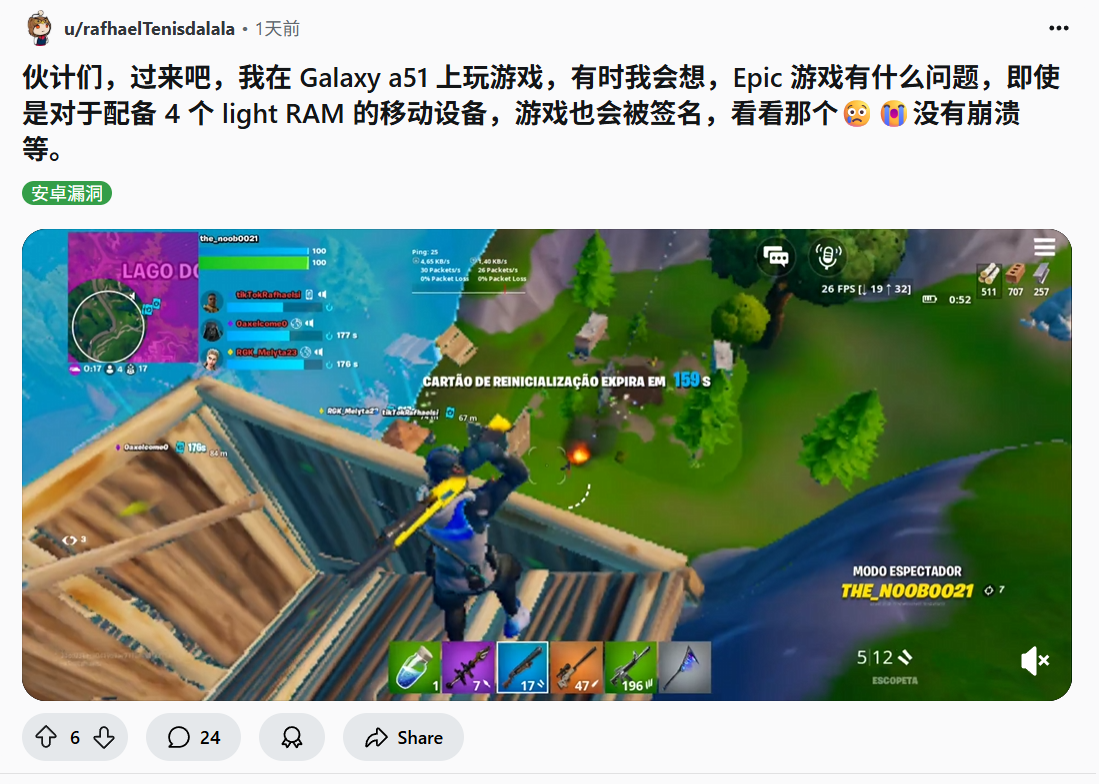 u/rafhaelTenisdalala • 1天前
伙计们，过来吧，我在 Galaxy a51 上玩游戏，有时我会想，Epic 游戏有什么问题，即使
是对于配备 4 个 light RAM 的移动设备，游戏也会被签名，看看那个😢 😭 没有崩溃
等。
安卓漏洞
the_noob0021
100
100
LAGO DO
tikTokRafhaelsl
0axelcome0
177 s
RGK_Melyta23
176 s
0:17 4 17
Ping: 25
4,65 KB/s 1,40 KB/s
30 Packets/s 26 Packets/s
0% Packet Loss 0% Packet Loss
26 FPS [↓ 19 ↑ 32]
0:52
511 707 257
CARTÃO DE REINICIALIZAÇÃO EXPIRA EM 159 S
RGK_Melyta2 tikTokRafhaelsl 67 m
0axelcome0 176s 84 m
3
MODO ESPECTADOR
THE_NOOB0021 7
1 7 17 47 196
5|12
ESCOPETA
6 24 Share